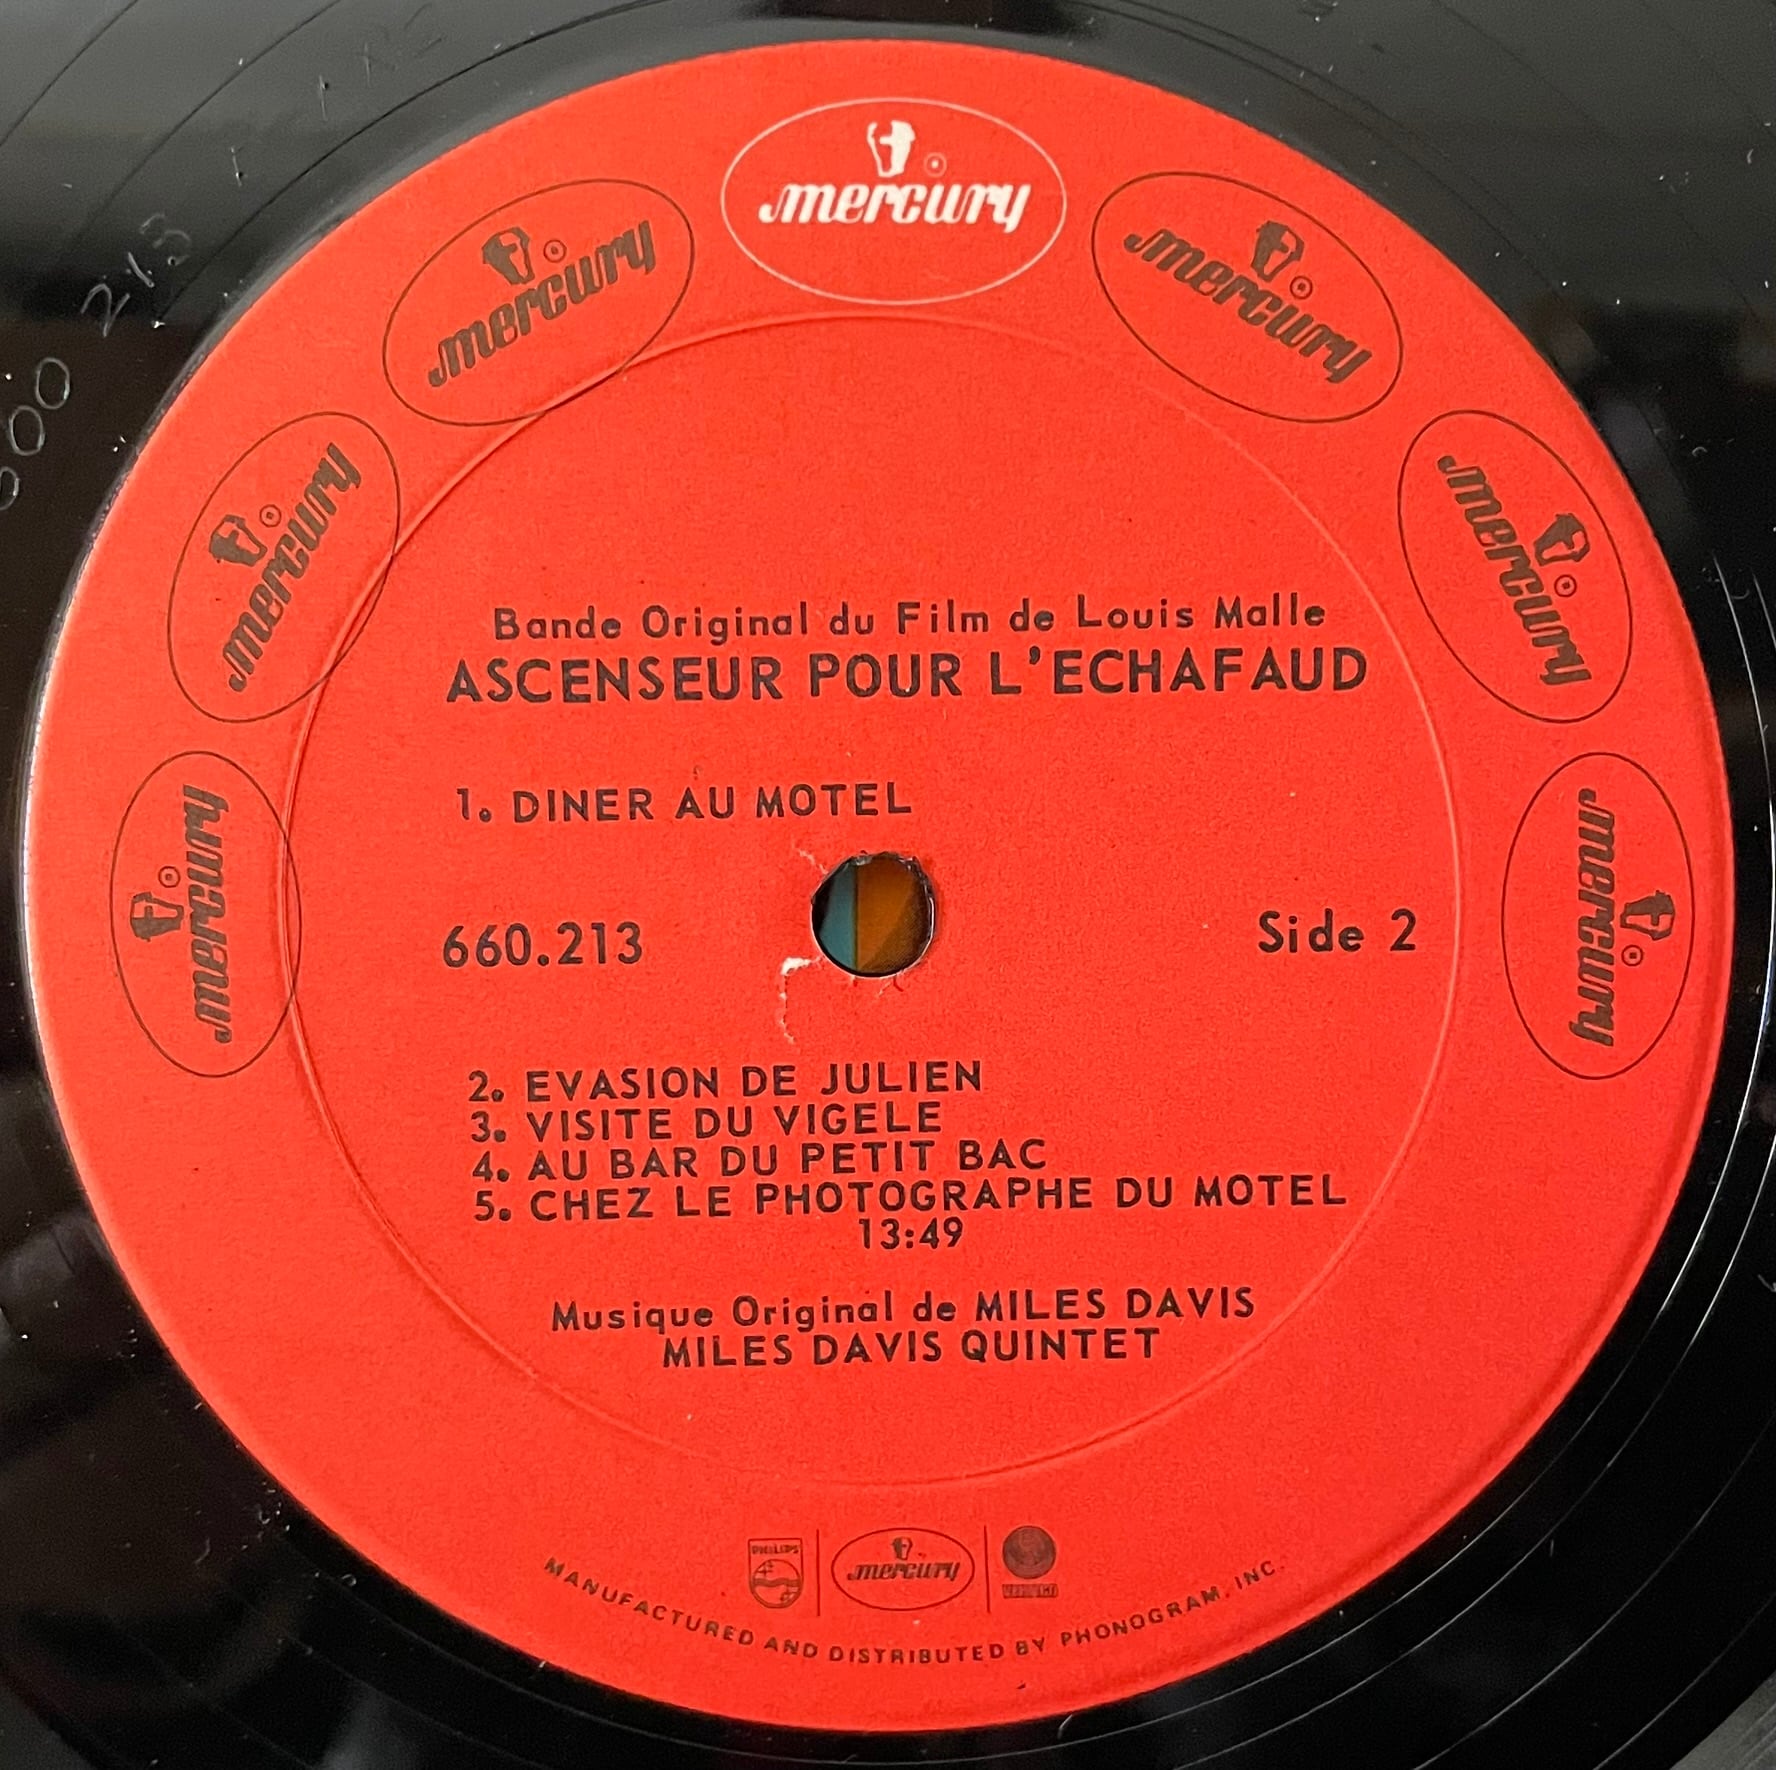 mercury
mercury
mercury
mercury
mercury
mercury
mercury
Bande Original du Film de Louis Malle
ASCENSEUR POUR L'ECHAFAUD
1. DINER AU MOTEL
660.213
Side 2
2. EVASION DE JULIEN
3. VISITE DU VIGELE
4. AU BAR DU PETIT BAC
5. CHEZ LE PHOTOGRAPHE DU MOTEL
13:49
Musique Original de MILES DAVIS
MILES DAVIS QUINTET
PHILIPS
mercury
VERTIGO
MANUFACTURED AND DISTRIBUTED BY PHONOGRAM, INC.
213